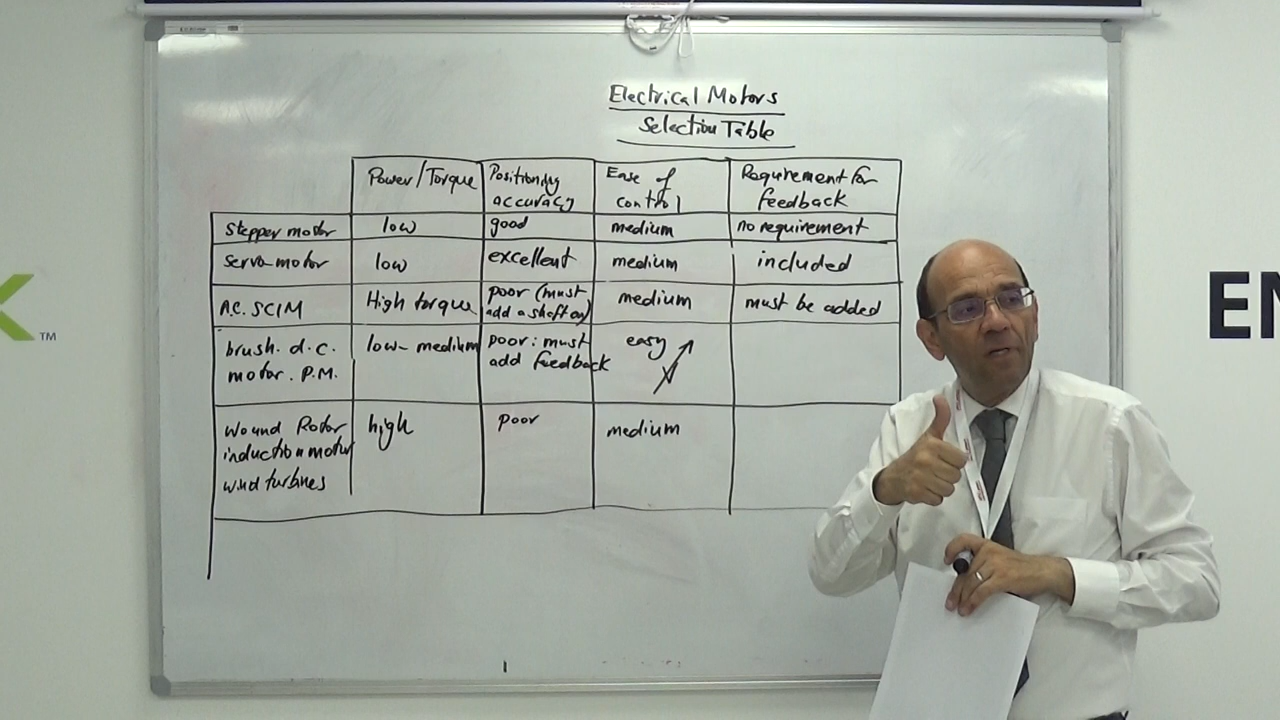 Electrical Motors
Selection Table
Power/Torque
Positioning
accuracy
Ease of
control
Requirement for
feedback
Stepper motor
low
good
medium
no requirement
Servo motor
low
excellent
medium
included
A.C. SCIM
High torque
poor (must
add a shaft
medium
must be added
brush. d.c.
motor. P.M.
low-medium
poor: must
add feedback
easy
Wound Rotor
induction motor
wind turbines
high
poor
medium
K TM
EN